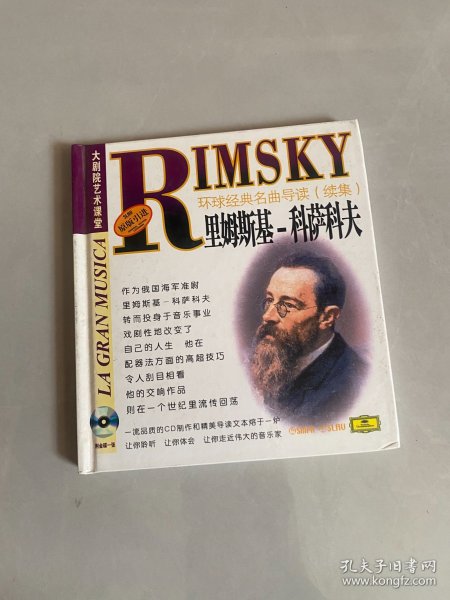 大剧院艺术课堂
LA GRAN MUSICA
RIMSKY
环球经典名曲导读（续集）
原版引进
里姆斯基－科萨科夫
作为俄国海军准尉
里姆斯基－科萨科夫
转而投身于音乐事业
戏剧性地改变了
自己的人生 他在
配器法方面的高超技巧
令人刮目相看
他的交响作品
则在一个世纪里流传回荡
一流品质的CD制作和精美导读文本熔于一炉
让你聆听 让你体会 让你走近伟大的音乐家
孔夫子旧书网
www.kongfz.com